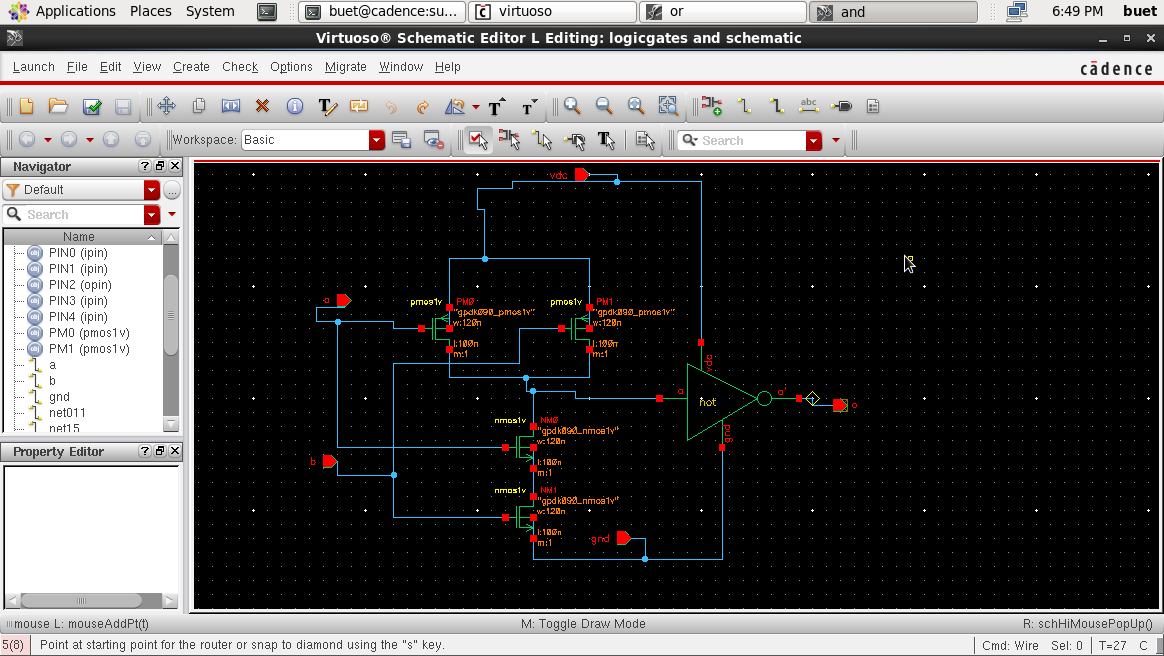 Applications Places System
buet@cadence:su...
virtuoso
or
and
6:49 PM buet
Virtuoso® Schematic Editor L Editing: logicgates and schematic
Launch File Edit View Create Check Options Migrate Window Help
cādence
Workspace: Basic
Search
Navigator
Default
Search
Name
PIN0 (ipin)
PIN1 (ipin)
PIN2 (opin)
PIN3 (ipin)
PIN4 (ipin)
PM0 (pmos1v)
PM1 (pmos1v)
a
b
gnd
net011
net15
Property Editor
vdc
a
pmos1v PM0
"gpdk090_pmos1v"
w:120n
l:100n
m:1
pmos1v PM1
"gpdk090_pmos1v"
w:120n
l:100n
m:1
vdc
a
not
a'
o
gnd
nmos1v NM0
"gpdk090_nmos1v"
w:120n
l:100n
m:1
b
nmos1v NM1
"gpdk090_nmos1v"
w:120n
l:100n
m:1
gnd
mouse L: mouseAddPt(t)
M: Toggle Draw Mode
R: schHiMousePopUp()
5(8) Point at starting point for the router or snap to diamond using the "s" key.
Cmd: Wire Sel: 0 T=27 C